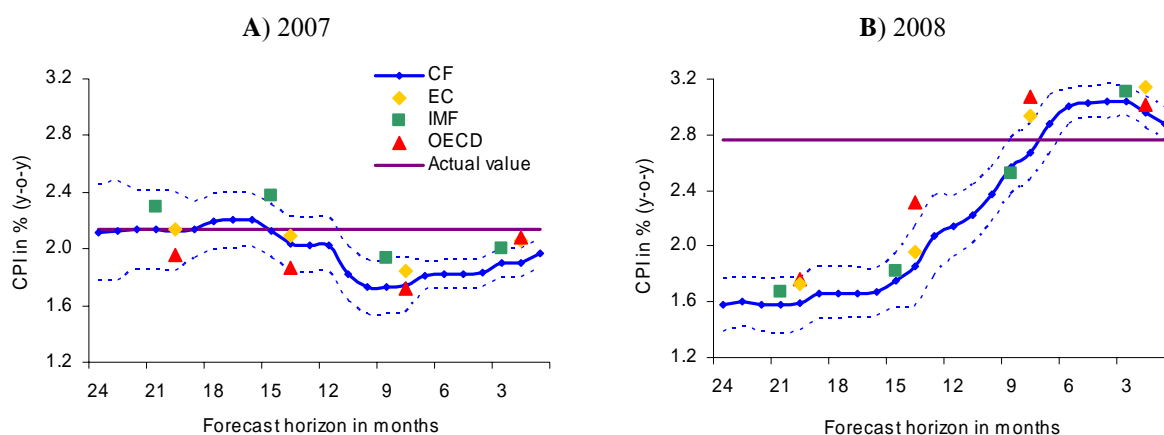 A) 2007
3.2
2.8
2.4
2.0
1.6
1.2
CPI in % (y-o-y)
24 21 18 15 12 9 6 3
Forecast horizon in months
CF
EC
IMF
OECD
Actual value
B) 2008
3.2
2.8
2.4
2.0
1.6
1.2
CPI in % (y-o-y)
24 21 18 15 12 9 6 3
Forecast horizon in months